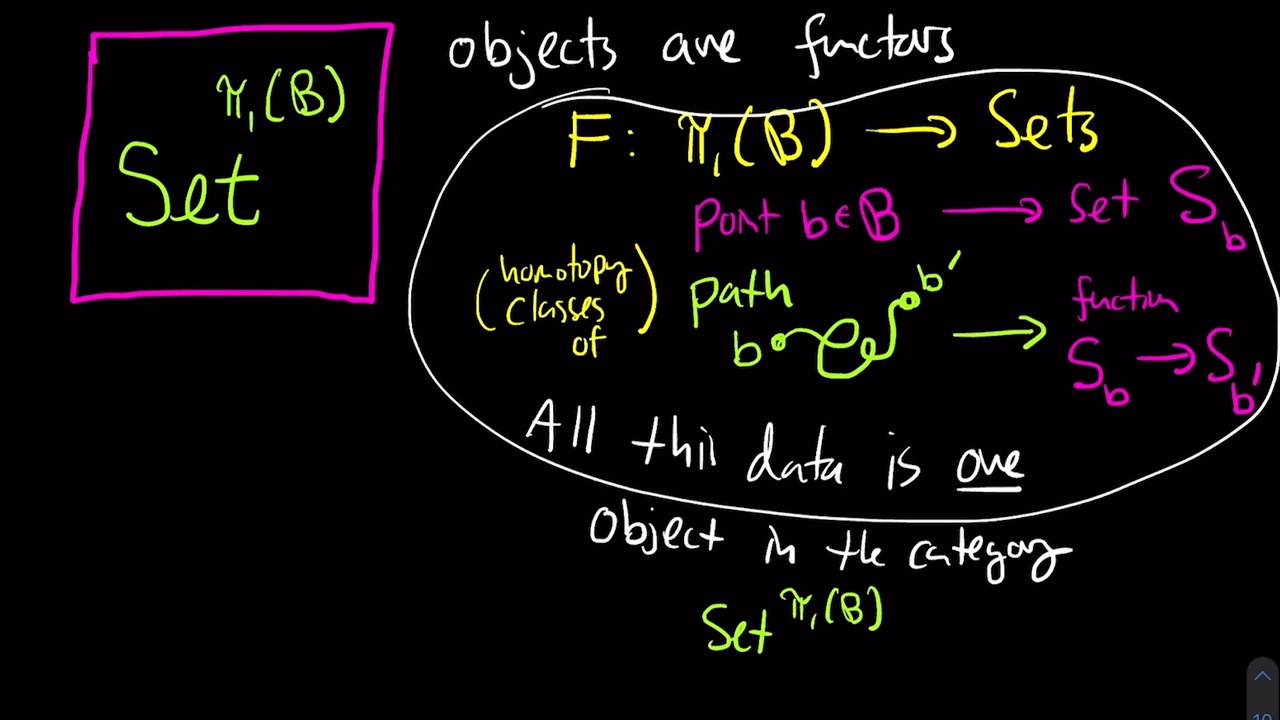 π₁(B)
Set
objects are functors
F: π₁(B) → Sets
point b ∈ B → Set S_b
(homotopy classes of) path b b' → function S_b → S_b'
All this data is one
object in the category
Set^π₁(B)